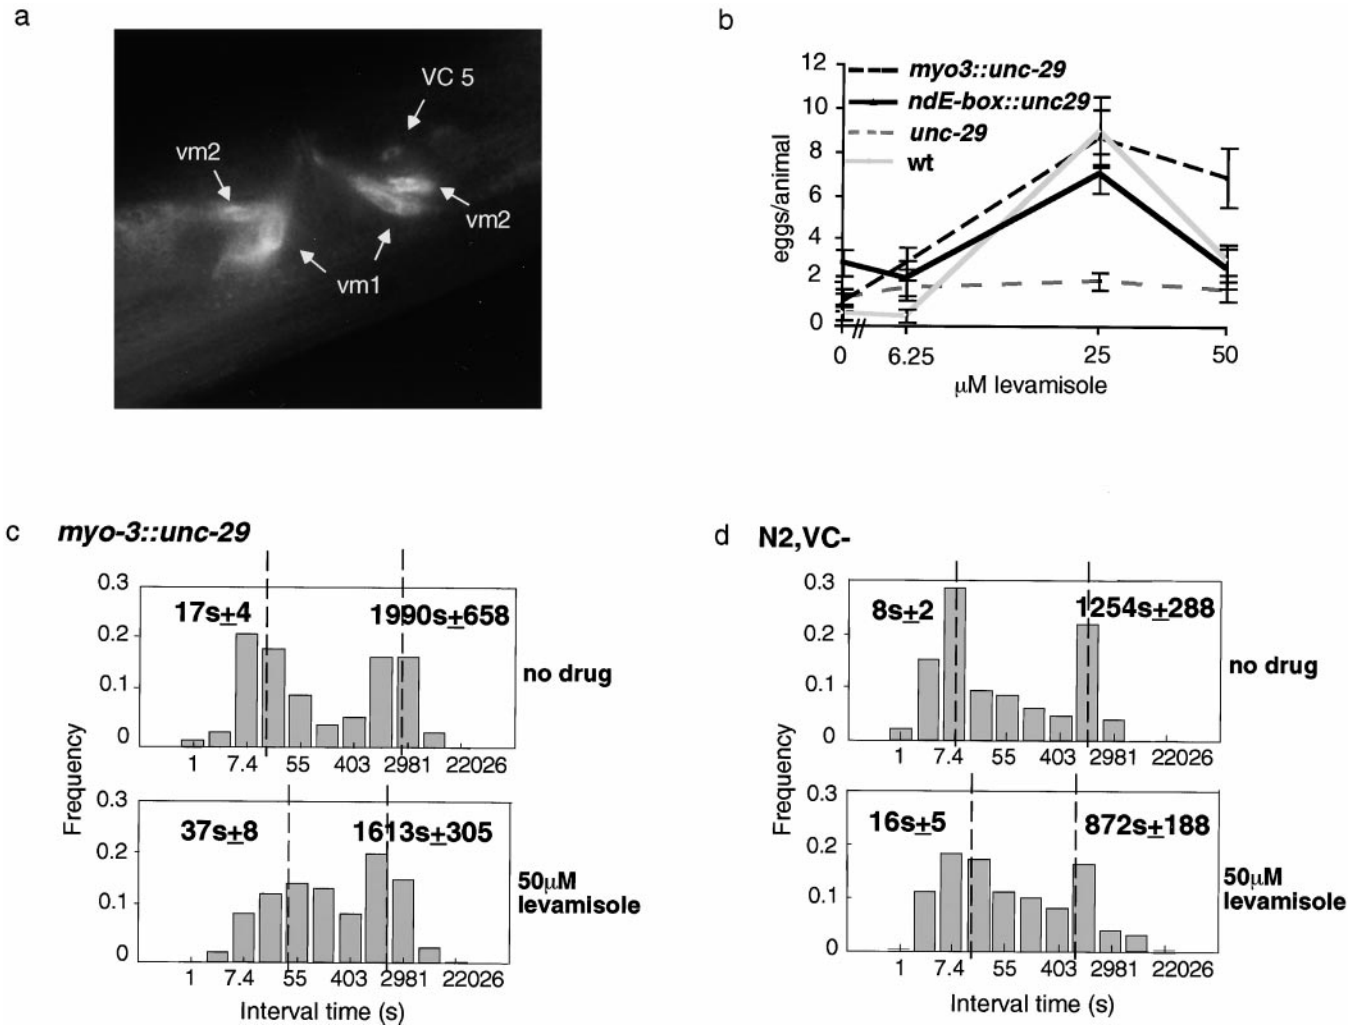 a
VC 5
vm2
vm2
vm1
b
myo3::unc-29
ndE-box::unc29
unc-29
wt
eggs/animal
12
10
8
6
4
2
0
0 6.25 25 50
μM levamisole
c myo-3::unc-29
0.3
0.2
0.1
0
17s±4 1990s±658
no drug
1 7.4 55 403 2981 22026
Frequency
0.3
0.2
0.1
0
37s±8 1613s±305
50μM
levamisole
1 7.4 55 403 2981 22026
Interval time (s)
d N2,VC-
0.3
0.2
0.1
0
8s±2 1254s±288
no drug
1 7.4 55 403 2981 22026
Frequency
0.3
0.2
0.1
0
16s±5 872s±188
50μM
levamisole
1 7.4 55 403 2981 22026
Interval time (s)